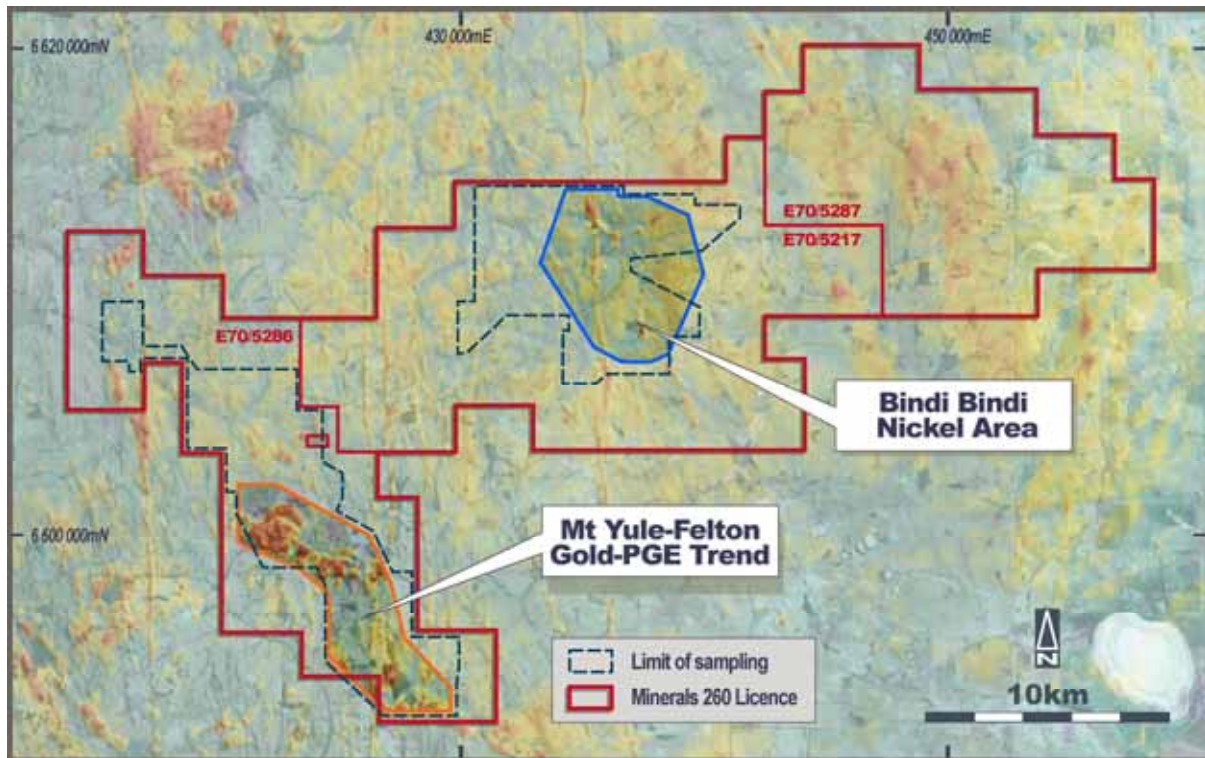 6 620 000mN
430 000mE
450 000mE
E70/5287
E70/5217
E70/5286
Bindi Bindi
Nickel Area
6 600 000mN
Mt Yule-Felton
Gold-PGE Trend
Limit of sampling
Minerals 260 Licence
N
10km